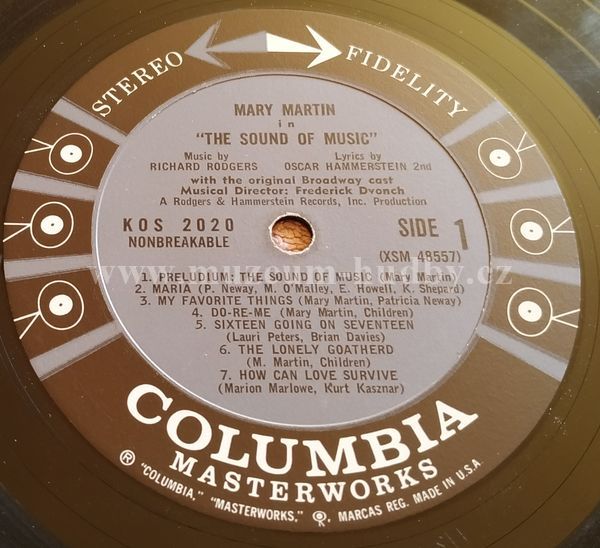 STEREO FIDELITY
MARY MARTIN
in
"THE SOUND OF MUSIC"
Music by Lyrics by
RICHARD RODGERS OSCAR HAMMERSTEIN 2nd
with the original Broadway cast
Musical Director: Frederick Dvonch
A Rodgers & Hammerstein Records, Inc. Production
KOS 2020 SIDE 1
NONBREAKABLE (XSM 48557)
www.muzeum-hudby.cz
1. PRELUDIUM: THE SOUND OF MUSIC (Mary Martin)
2. MARIA (P. Neway, M. O'Malley, E. Howell, K. Shepard)
3. MY FAVORITE THINGS (Mary Martin, Patricia Neway)
4. DO-RE-ME (Mary Martin, Children)
5. SIXTEEN GOING ON SEVENTEEN
(Lauri Peters, Brian Davies)
6. THE LONELY GOATHERD
(M. Martin, Children)
7. HOW CAN LOVE SURVIVE
(Marion Marlowe, Kurt Kasznar)
COLUMBIA
MASTERWORKS
® "COLUMBIA," "MASTERWORKS," MARCAS REG. MADE IN U.S.A